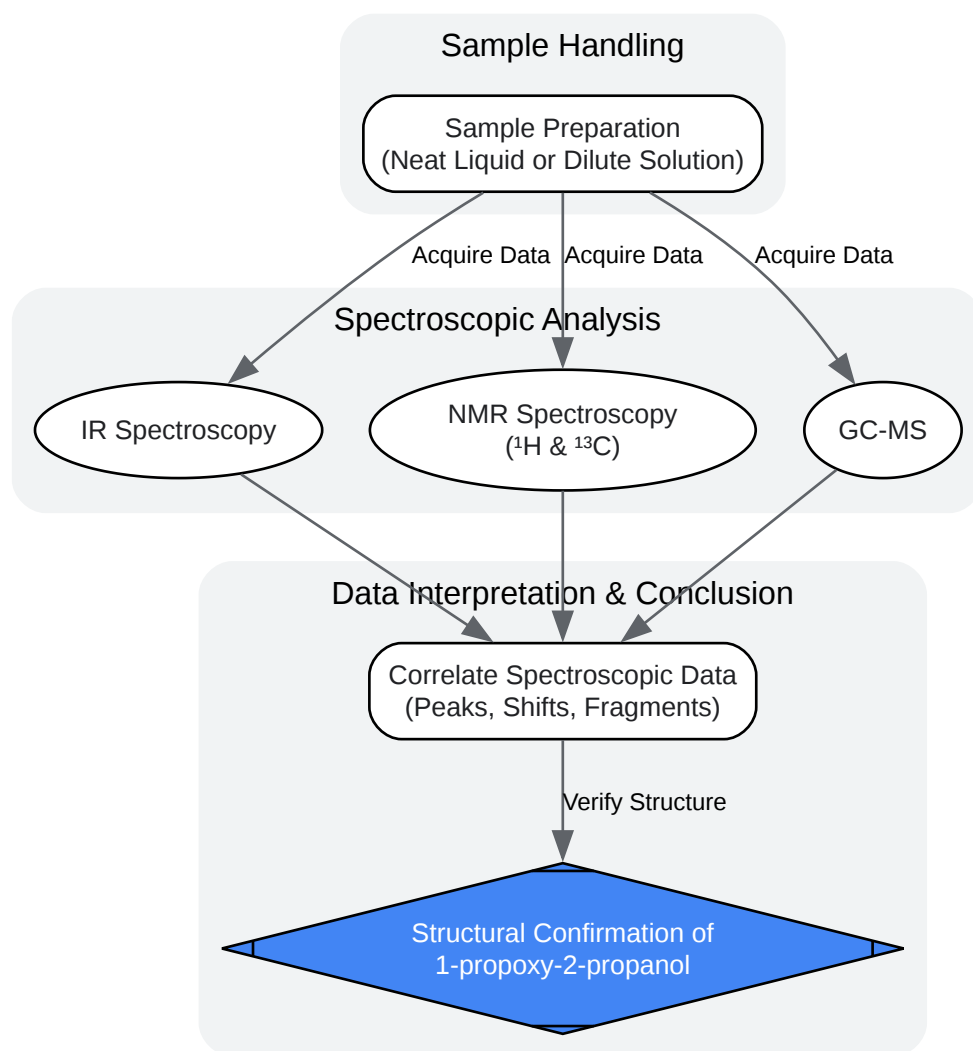 Sample Handling
Sample Preparation
(Neat Liquid or Dilute Solution)
Acquire Data
Acquire Data
Acquire Data
Spectroscopic Analysis
IR Spectroscopy
NMR Spectroscopy
(¹H & ¹³C)
GC-MS
Data Interpretation & Conclusion
Correlate Spectroscopic Data
(Peaks, Shifts, Fragments)
Verify Structure
Structural Confirmation of
1-propoxy-2-propanol